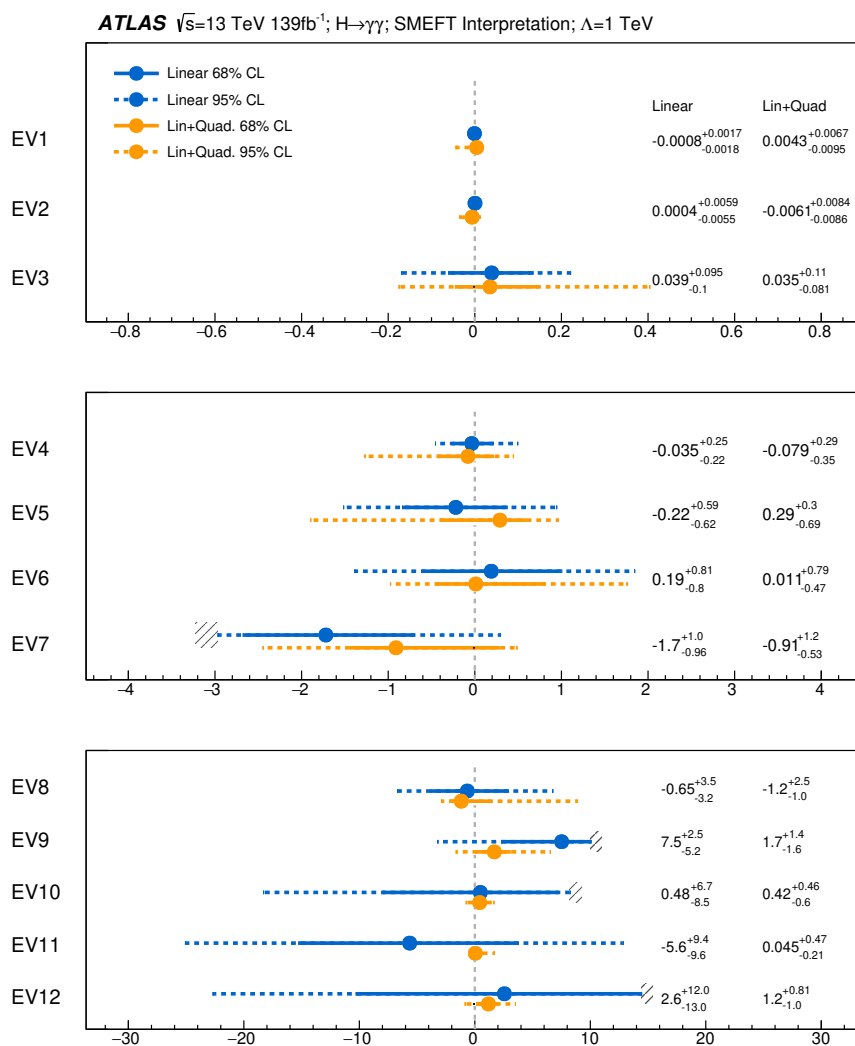 ATLAS √s=13 TeV 139fb⁻¹; H→γγ; SMEFT Interpretation; Λ=1 TeV
Linear 68% CL
Linear 95% CL
Lin+Quad. 68% CL
Lin+Quad. 95% CL
Linear Lin+Quad
EV1 -0.0008 +0.0017 -0.0018 0.0043 +0.0067 -0.0095
EV2 0.0004 +0.0059 -0.0055 -0.0061 +0.0084 -0.0086
EV3 0.039 +0.095 -0.1 0.035 +0.11 -0.081
−0.8 −0.6 −0.4 −0.2 0 0.2 0.4 0.6 0.8
EV4 -0.035 +0.25 -0.22 -0.079 +0.29 -0.35
EV5 -0.22 +0.59 -0.62 0.29 +0.3 -0.69
EV6 0.19 +0.81 -0.8 0.011 +0.79 -0.47
EV7 -1.7 +1.0 -0.96 -0.91 +1.2 -0.53
−4 −3 −2 −1 0 1 2 3 4
EV8 -0.65 +3.5 -3.2 -1.2 +2.5 -1.0
EV9 7.5 +2.5 -5.2 1.7 +1.4 -1.6
EV10 0.48 +6.7 -8.5 0.42 +0.46 -0.6
EV11 -5.6 +9.4 -9.6 0.045 +0.47 -0.21
EV12 2.6 +12.0 -13.0 1.2 +0.81 -1.0
−30 −20 −10 0 10 20 30